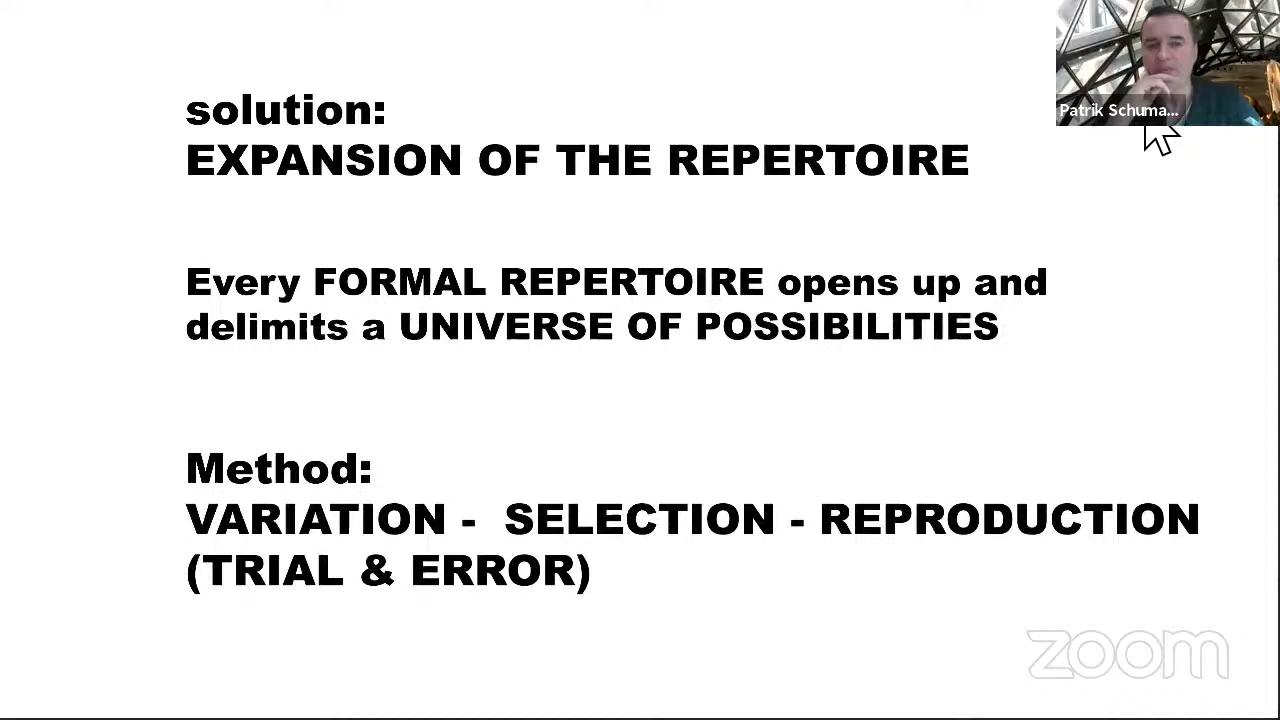 Patrik Schuma...
solution:
EXPANSION OF THE REPERTOIRE
Every FORMAL REPERTOIRE opens up and
delimits a UNIVERSE OF POSSIBILITIES
Method:
VARIATION - SELECTION - REPRODUCTION
(TRIAL & ERROR)
zoom